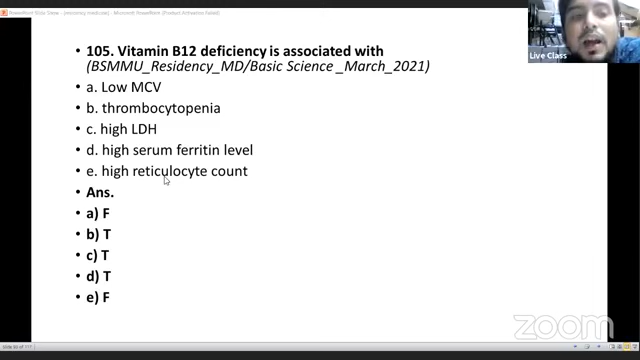 PowerPoint Slide Show - [recurring medicine] - Microsoft PowerPoint (Product Activation Failed)
Live Class
• 105. Vitamin B12 deficiency is associated with
(BSMMU_Residency_MD/Basic Science _March_2021)
• a. Low MCV
• b. thrombocytopenia
• c. high LDH
• d. high serum ferritin level
• e. high reticulocyte count
• Ans.
• a) F
• b) T
• c) T
• d) T
• e) F
zoom